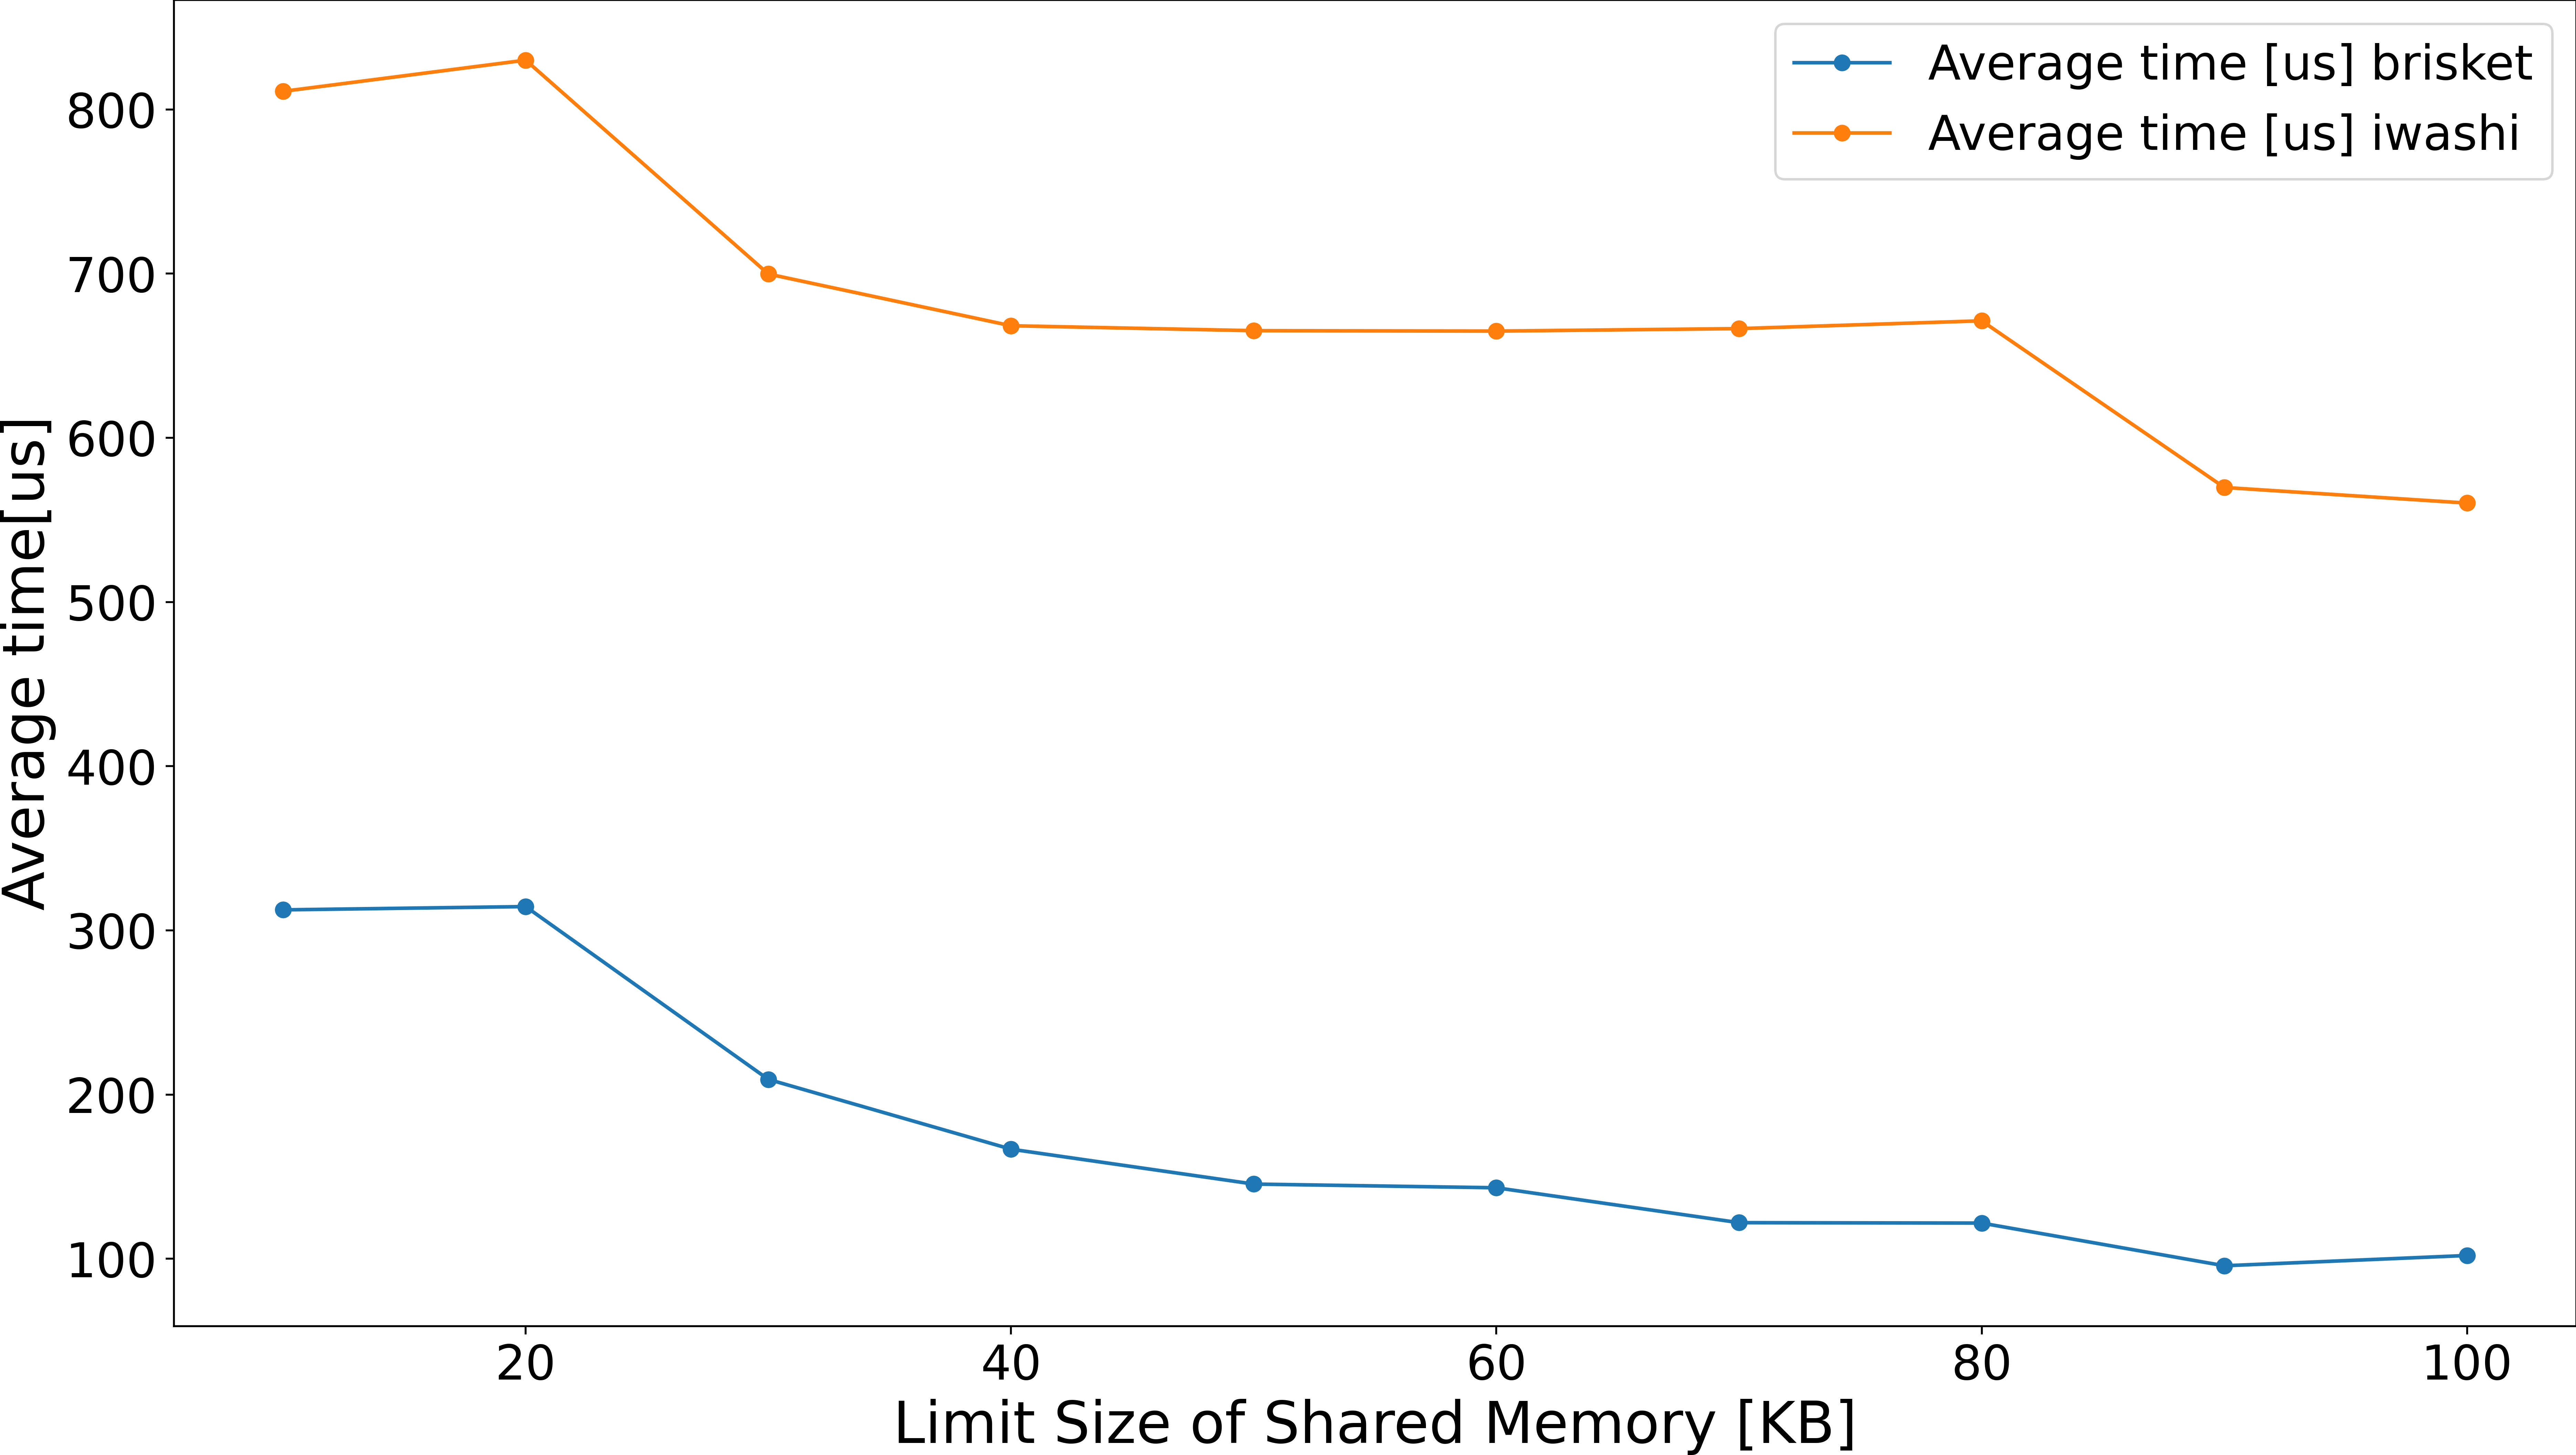 Average time [us] brisket
Average time [us] iwashi
800
700
600
500
400
300
200
100
Average time[us]
20 40 60 80 100
Limit Size of Shared Memory [KB]